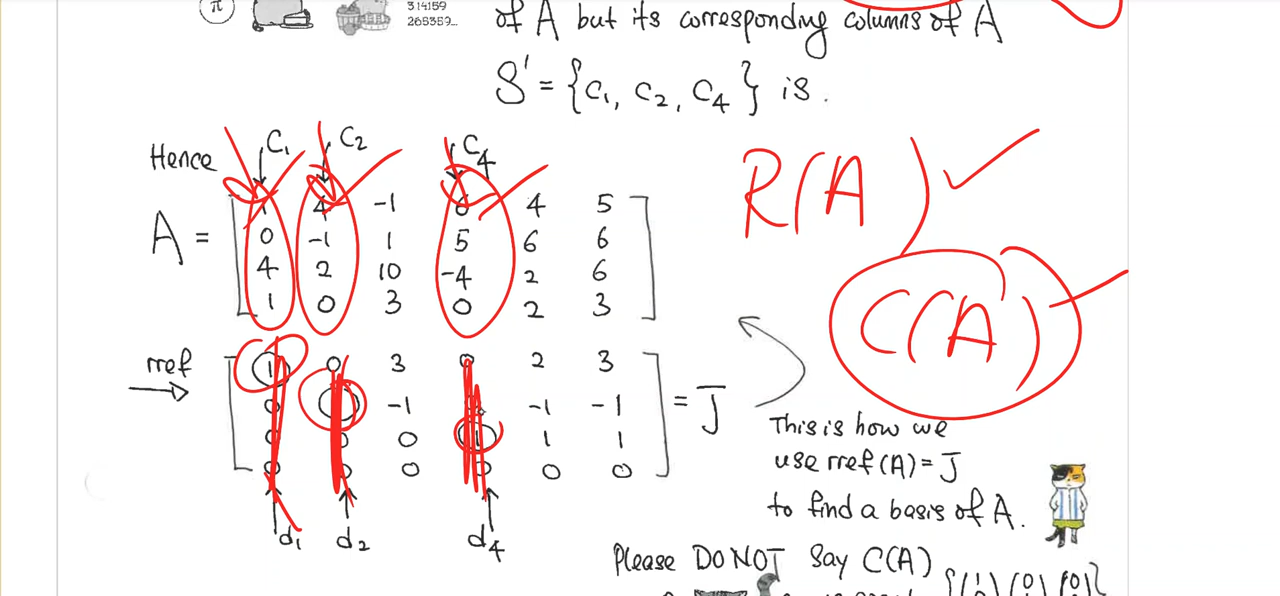 π
314159
265359...
of A but its corresponding columns of A
S' = {C₁, C₂, C₄} is.
Hence C₁ C₂ C₄
R(A)
A = [ 1 4 -1 0 4 5 ]
0 -1 1 5 6 6
4 2 10 -4 2 6
1 0 3 0 2 3
C(A)
rref → [ 1 0 3 0 2 3 ] = J
0 -1 -1 -1
0 0 0 1 1 1
0 0 0 0 0 0
d₁ d₂ d₄
This is how we
use rref(A) = J
to find a basis of A.
Please DO NOT say C(A)